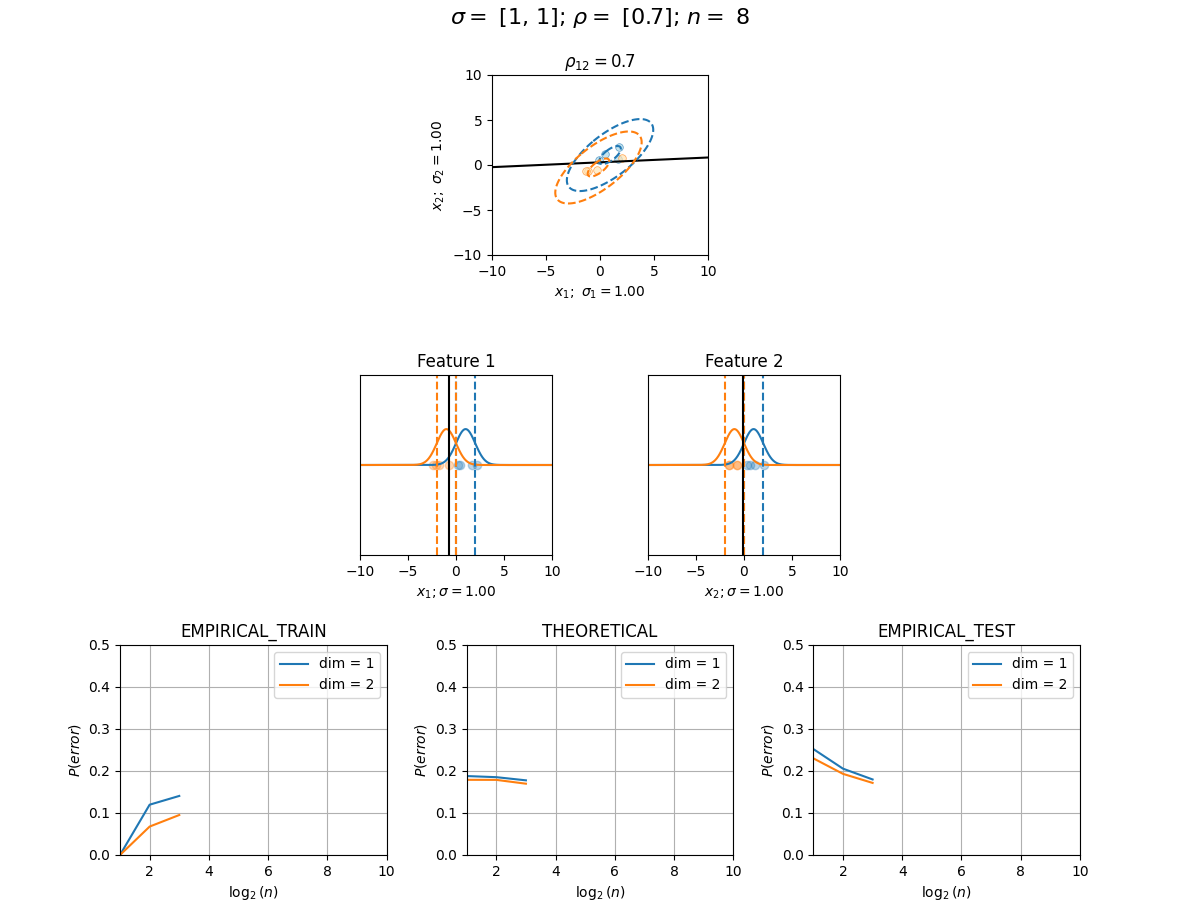 σ = [1, 1]; ρ = [0.7]; n = 8
ρ₁₂ = 0.7
10
5
0
−5
−10
x₂; σ₂ = 1.00
−10 −5 0 5 10
x₁; σ₁ = 1.00
Feature 1 Feature 2
−10 −5 0 5 10 −10 −5 0 5 10
x₁; σ = 1.00 x₂; σ = 1.00
EMPIRICAL_TRAIN THEORETICAL EMPIRICAL_TEST
0.5
0.4
0.3
0.2
0.1
0.0
P(error)
dim = 1
dim = 2
2 4 6 8 10
log₂(n)
0.5
0.4
0.3
0.2
0.1
0.0
P(error)
dim = 1
dim = 2
2 4 6 8 10
log₂(n)
0.5
0.4
0.3
0.2
0.1
0.0
P(error)
dim = 1
dim = 2
2 4 6 8 10
log₂(n)